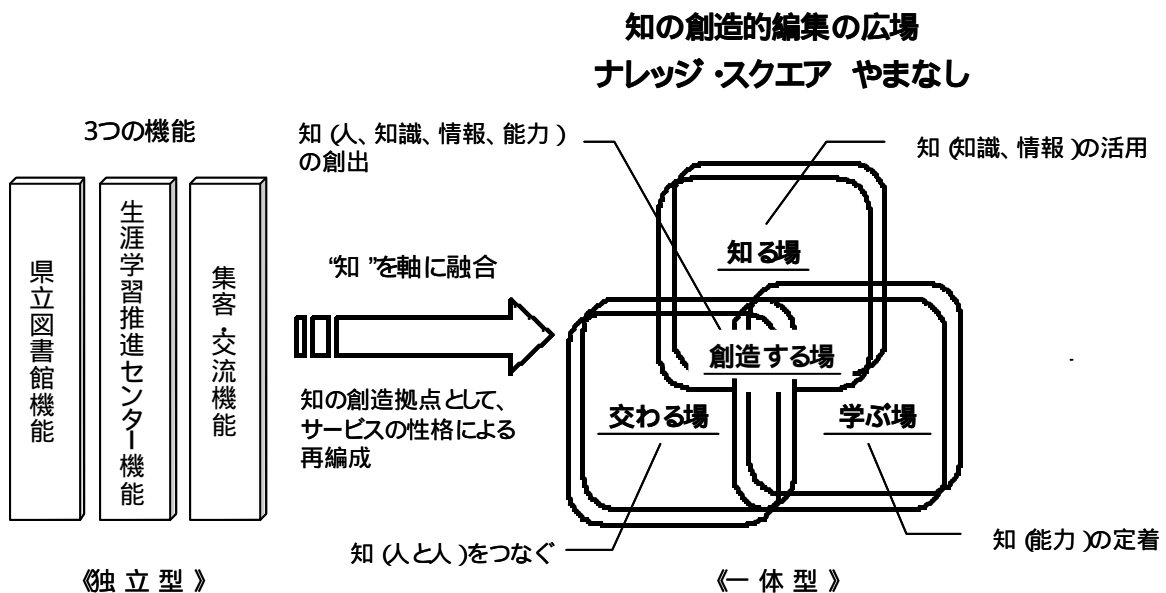 知の創造的編集の広場
ナレッジ・スクエア やまなし
3つの機能
県立図書館機能
生涯学習推進センター機能
集客・交流機能
《独立型》
“知”を軸に融合
知の創造拠点として、
サービスの性格による
再編成
知(人、知識、情報、能力)
の創出
知(知識、情報)の活用
知る場
創造する場
交わる場
学ぶ場
知(人と人)をつなぐ
知(能力)の定着
《一体型》